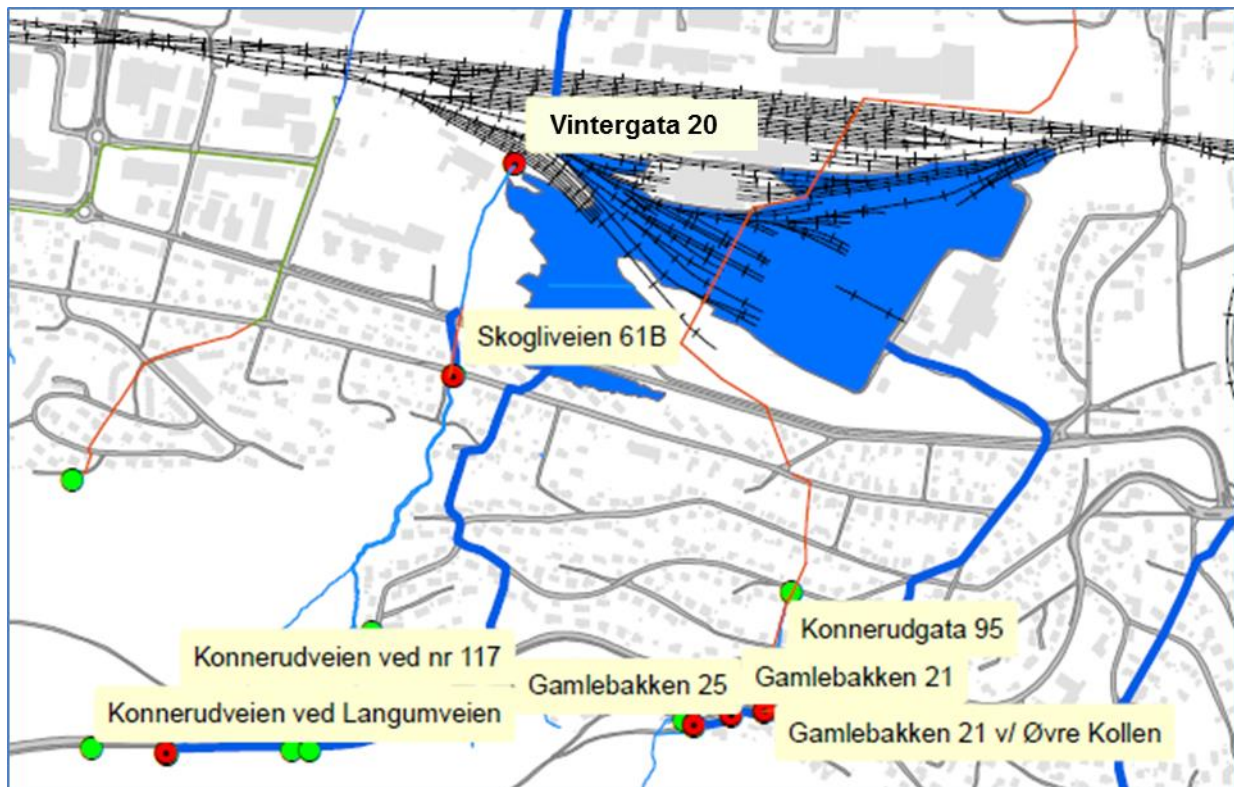 Vintergata 20
Skogliveien 61B
Konnerudgata 95
Konnerudveien ved nr 117
Gamlebakken 25
Gamlebakken 21
Konnerudveien ved Langumveien
Gamlebakken 21 v/ Øvre Kollen